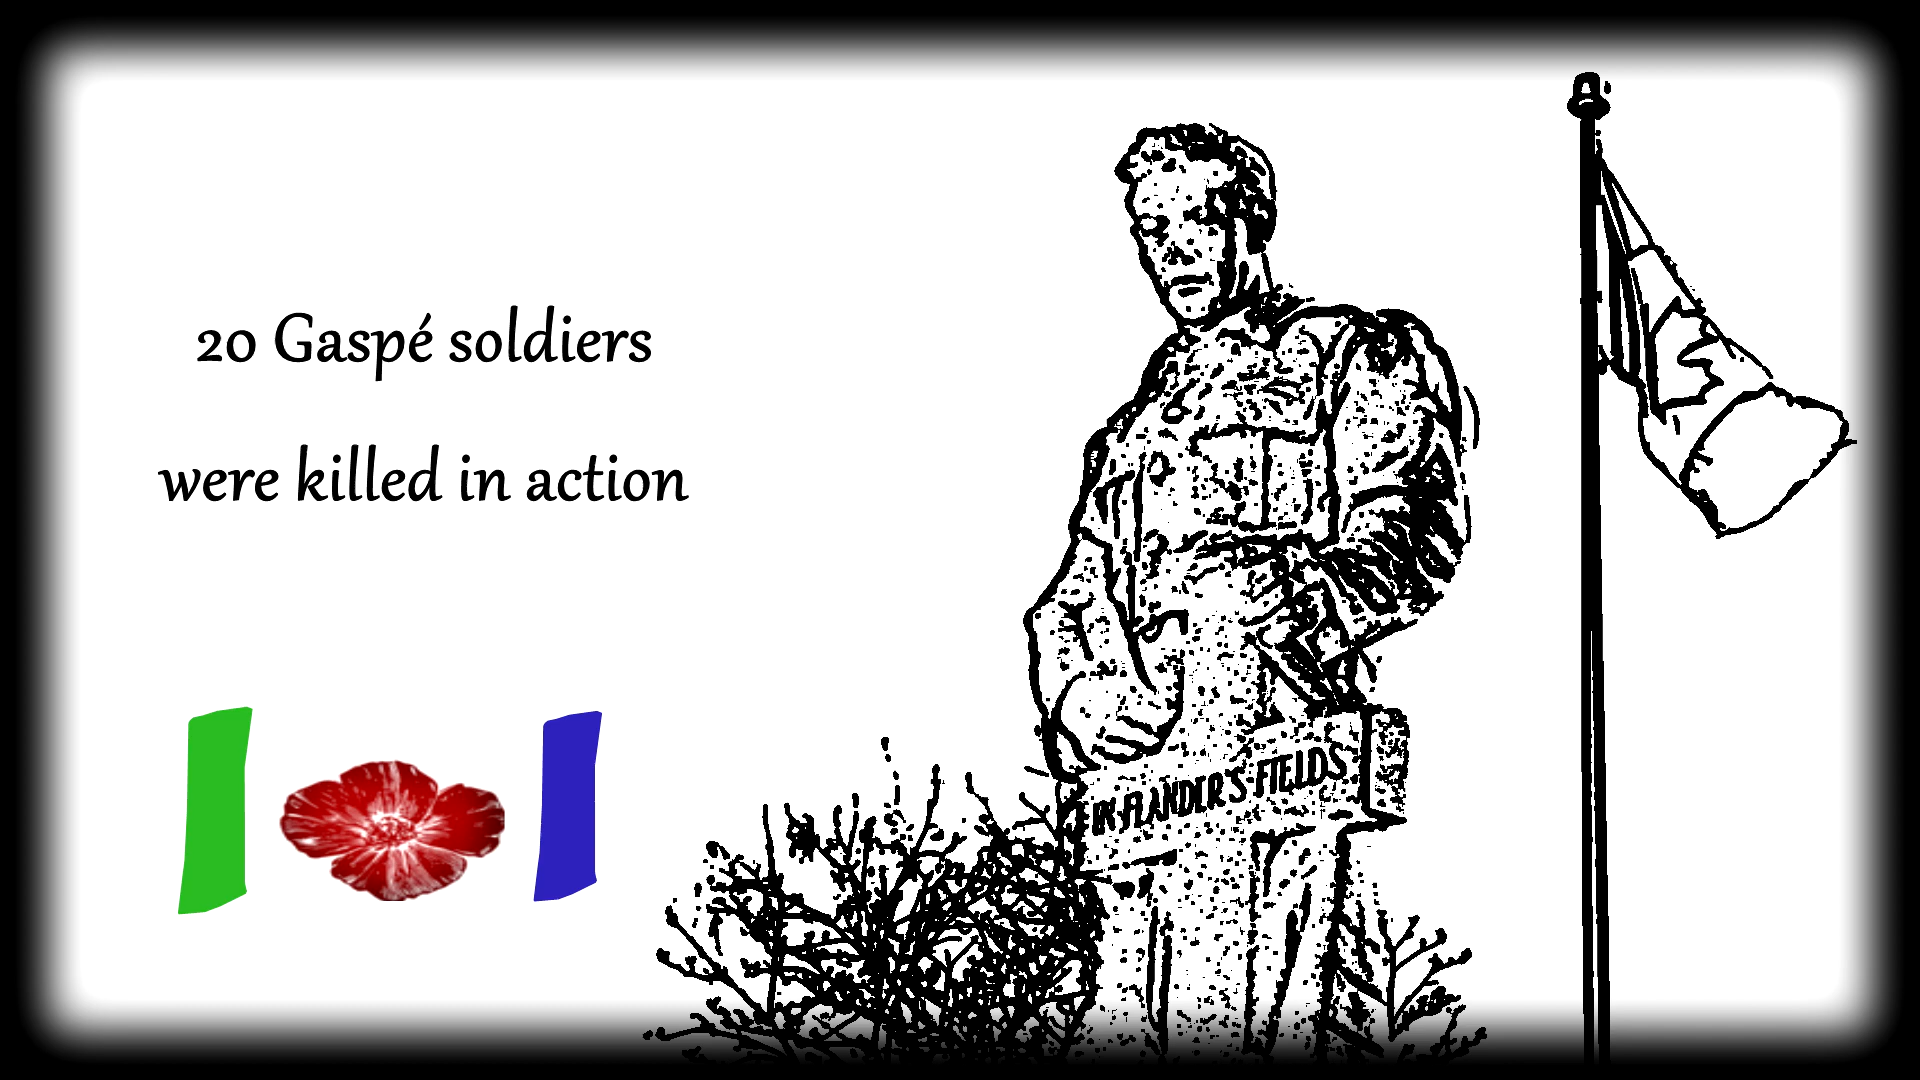 20 Gaspé soldiers
were killed in action
IN FLANDER'S FIELDS